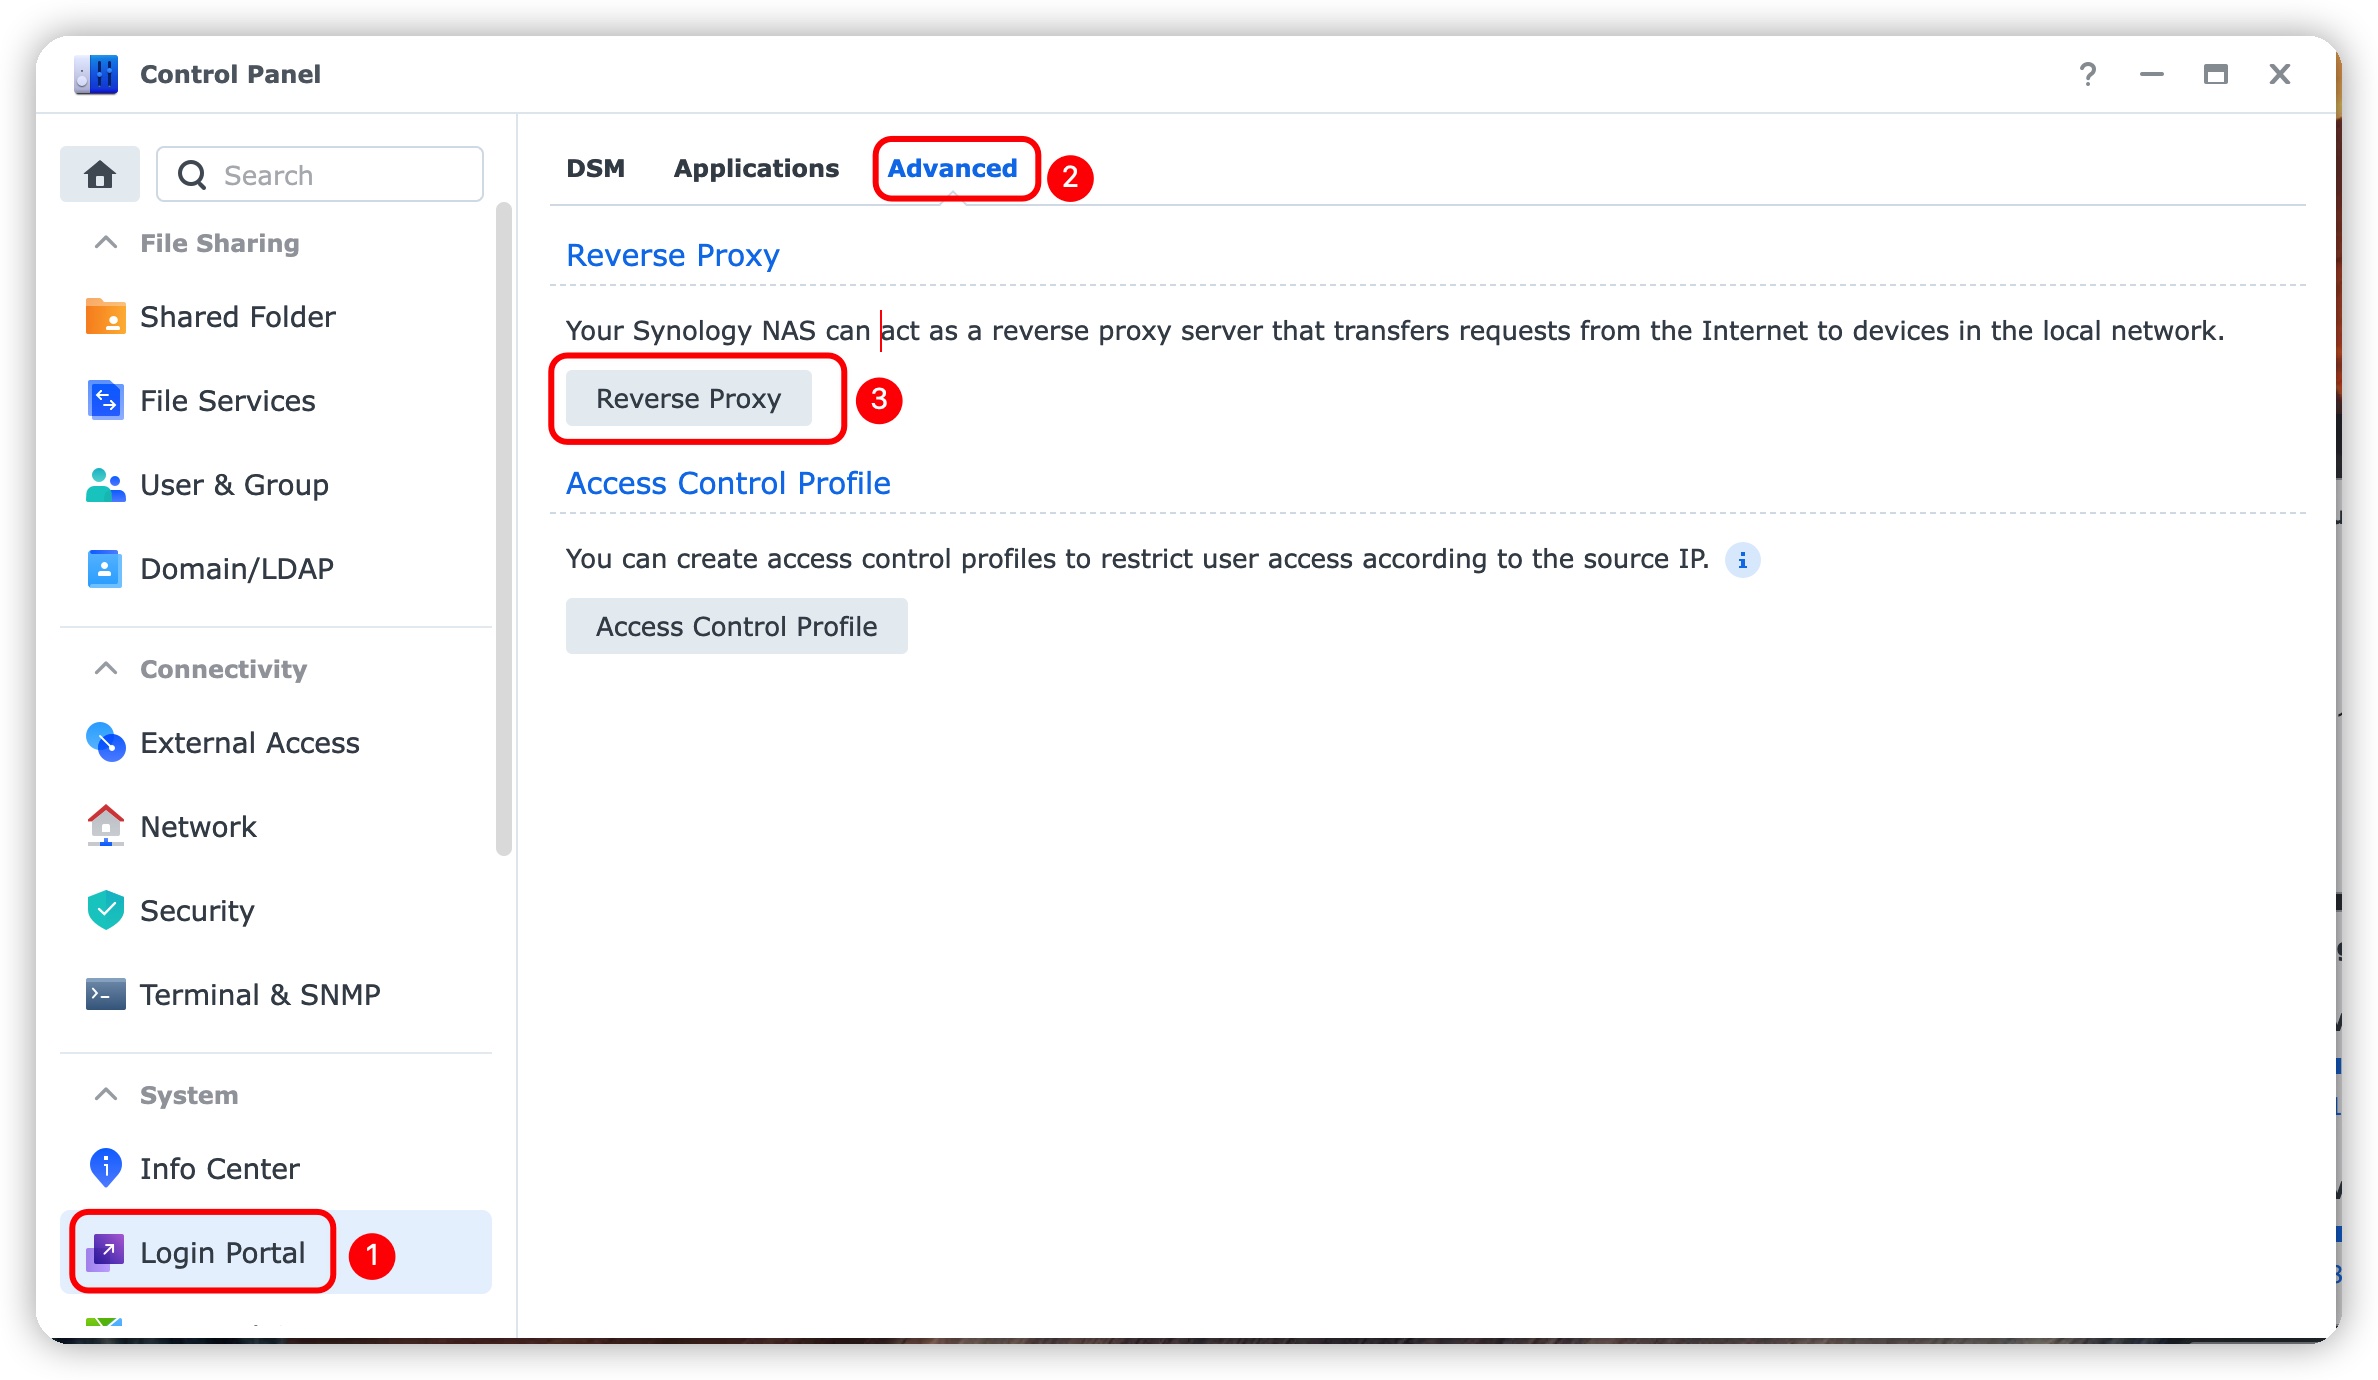 Control Panel
Search
File Sharing
Shared Folder
File Services
User & Group
Domain/LDAP
Connectivity
External Access
Network
Security
Terminal & SNMP
System
Info Center
Login Portal
1
DSM
Applications
Advanced
2
Reverse Proxy
Your Synology NAS can act as a reverse proxy server that transfers requests from the Internet to devices in the local network.
Reverse Proxy
3
Access Control Profile
You can create access control profiles to restrict user access according to the source IP.
Access Control Profile